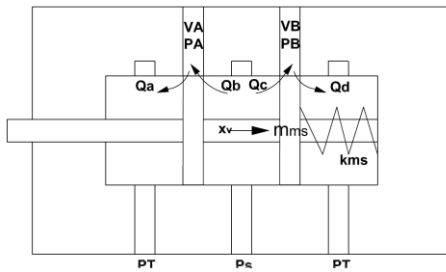 VA VB
PA PB
Qa Qb Qc Qd
xv mms
kms
PT Ps PT